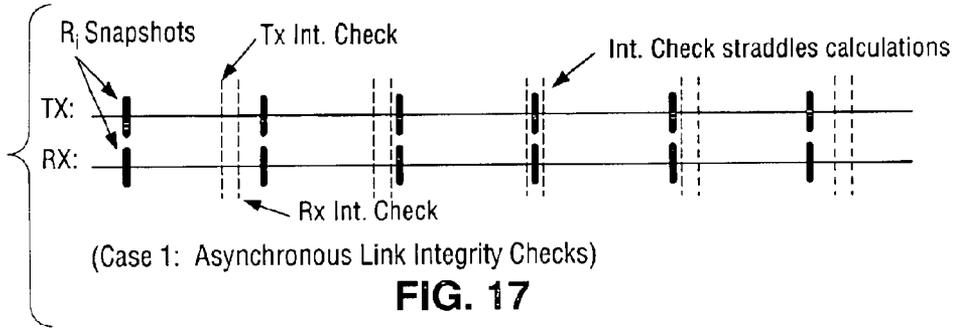 Ri Snapshots
Tx Int. Check
Int. Check straddles calculations
TX:
RX:
Rx Int. Check
(Case 1: Asynchronous Link Integrity Checks)
FIG. 17